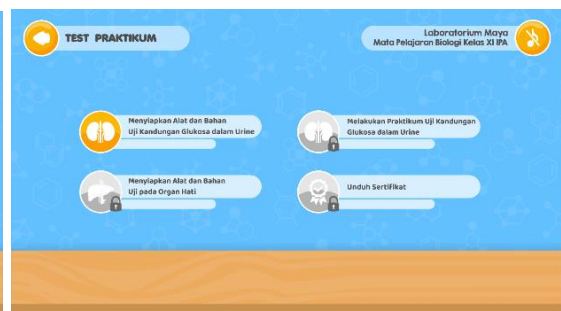 TEST PRAKTIKUM
Laboratorium Maya
Mata Pelajaran Biologi Kelas XI IPA
Menyiapkan Alat dan Bahan
Uji Kandungan Glukosa dalam Urine
Melakukan Praktikum Uji Kandungan
Glukosa dalam Urine
Menyiapkan Alat dan Bahan
Uji pada Organ Hati
Unduh Sertifikat